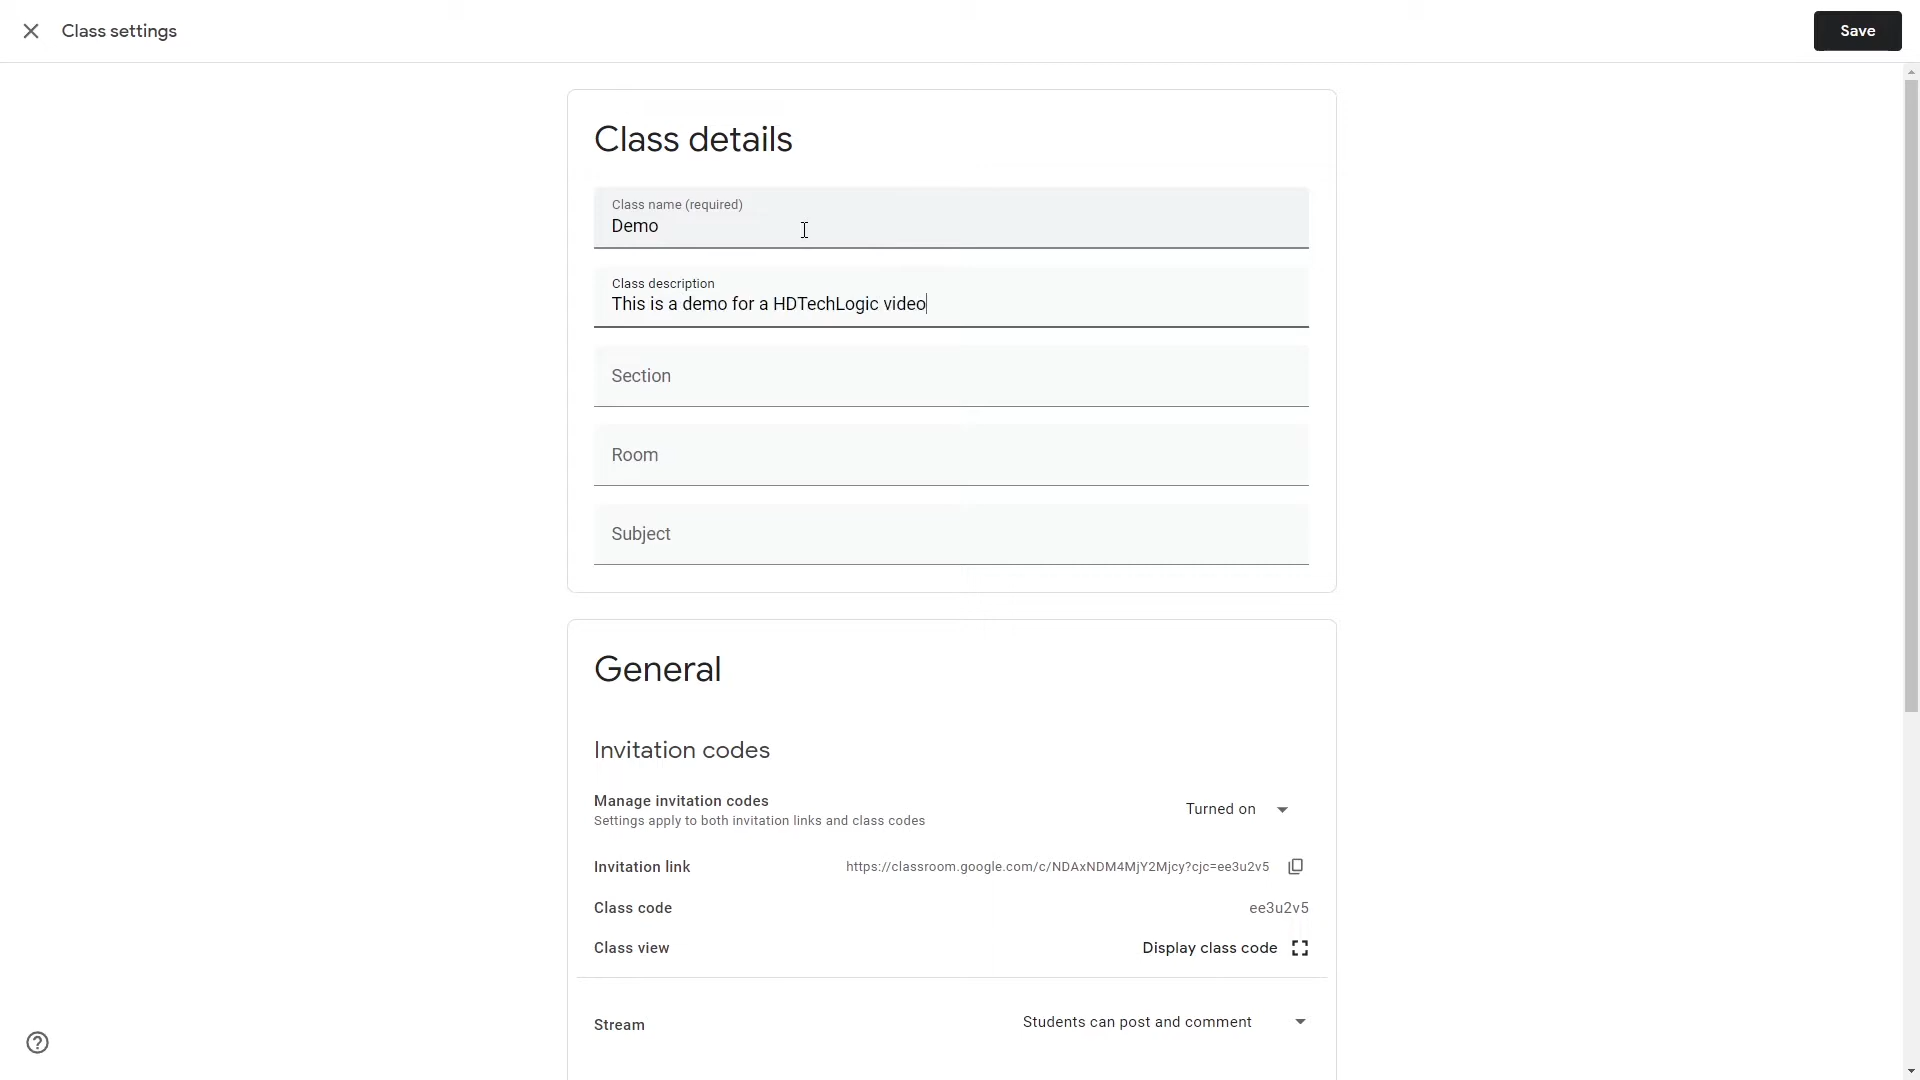 Class settings
Save
Class details
Class name (required)
Demo
Class description
This is a demo for a HDTechLogic video
Section
Room
Subject
General
Invitation codes
Manage invitation codes
Settings apply to both invitation links and class codes
Turned on
Invitation link
https://classroom.google.com/c/NDAxNDM4MjY2Mjcy?cjc=ee3u2v5
Class code
ee3u2v5
Class view
Display class code
Stream
Students can post and comment